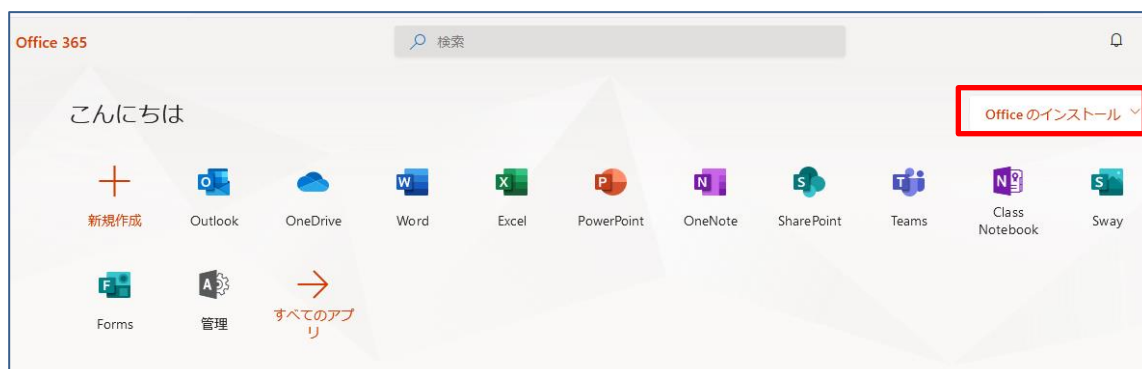 Office 365
検索
こんにちは
Office のインストール
新規作成
Outlook
OneDrive
Word
Excel
PowerPoint
OneNote
SharePoint
Teams
Class
Notebook
Sway
Forms
管理
すべてのアプ
リ